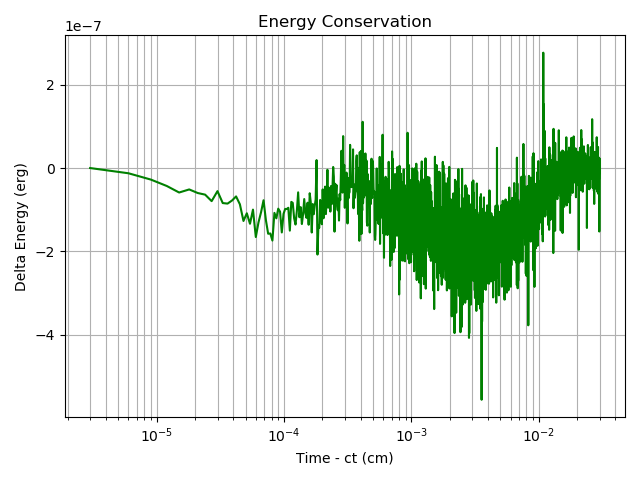 Energy Conservation
1e−7
Delta Energy (erg)
2
0
−2
−4
10⁻⁵ 10⁻⁴ 10⁻³ 10⁻²
Time - ct (cm)